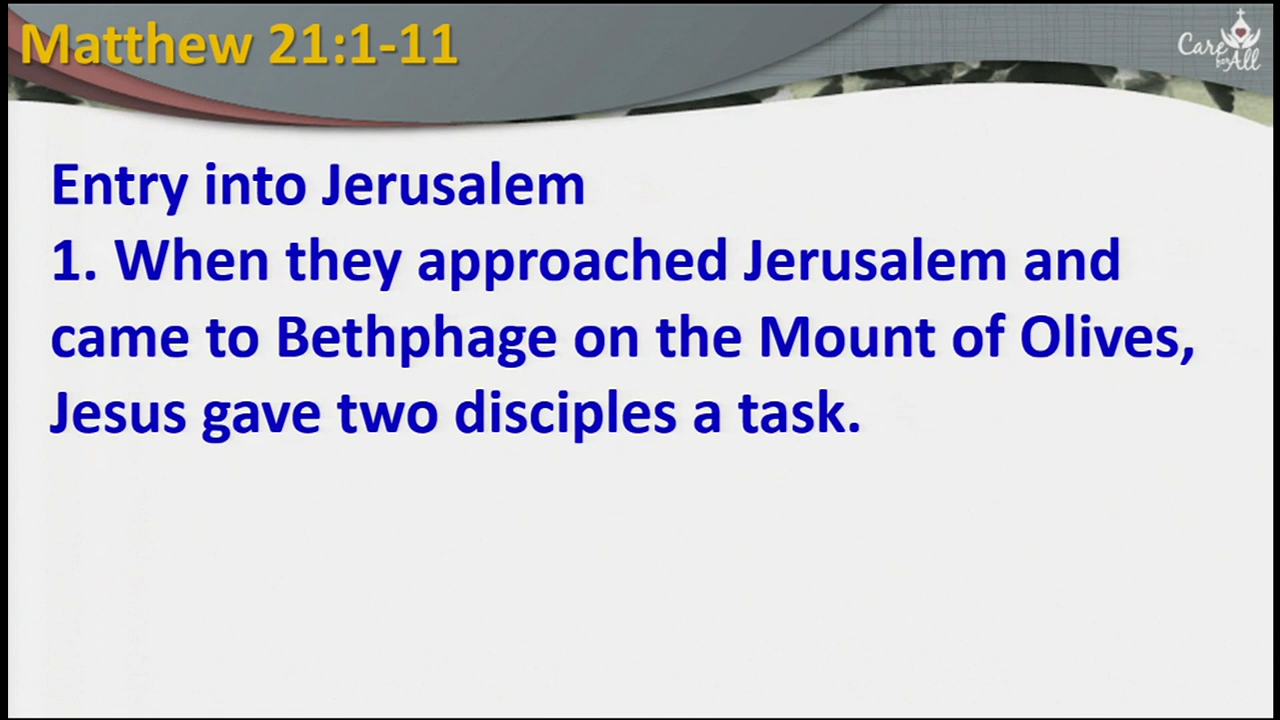 Matthew 21:1-11
Care
for All
Entry into Jerusalem
1. When they approached Jerusalem and
came to Bethphage on the Mount of Olives,
Jesus gave two disciples a task.